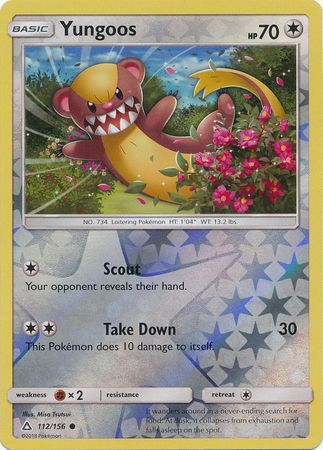 BASIC Yungoos HP 70
NO. 734 Loitering Pokémon HT: 1'04" WT: 13.2 lbs.
Scout
Your opponent reveals their hand.
Take Down 30
This Pokémon does 10 damage to itself.
weakness × 2 resistance retreat
Illus. Misa Tsutsui
112/156
©2018 Pokémon
It wanders around in a never-ending search for
food. At dusk, it collapses from exhaustion and
falls asleep on the spot.